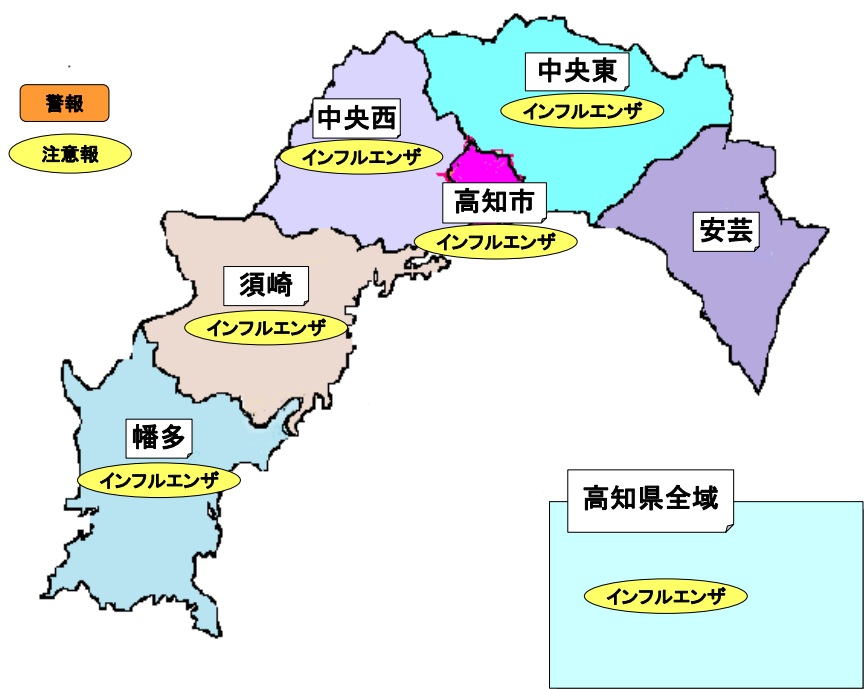 警報
注意報
中央東
インフルエンザ
中央西
インフルエンザ
高知市
インフルエンザ
安芸
須崎
インフルエンザ
幡多
インフルエンザ
高知県全域
インフルエンザ